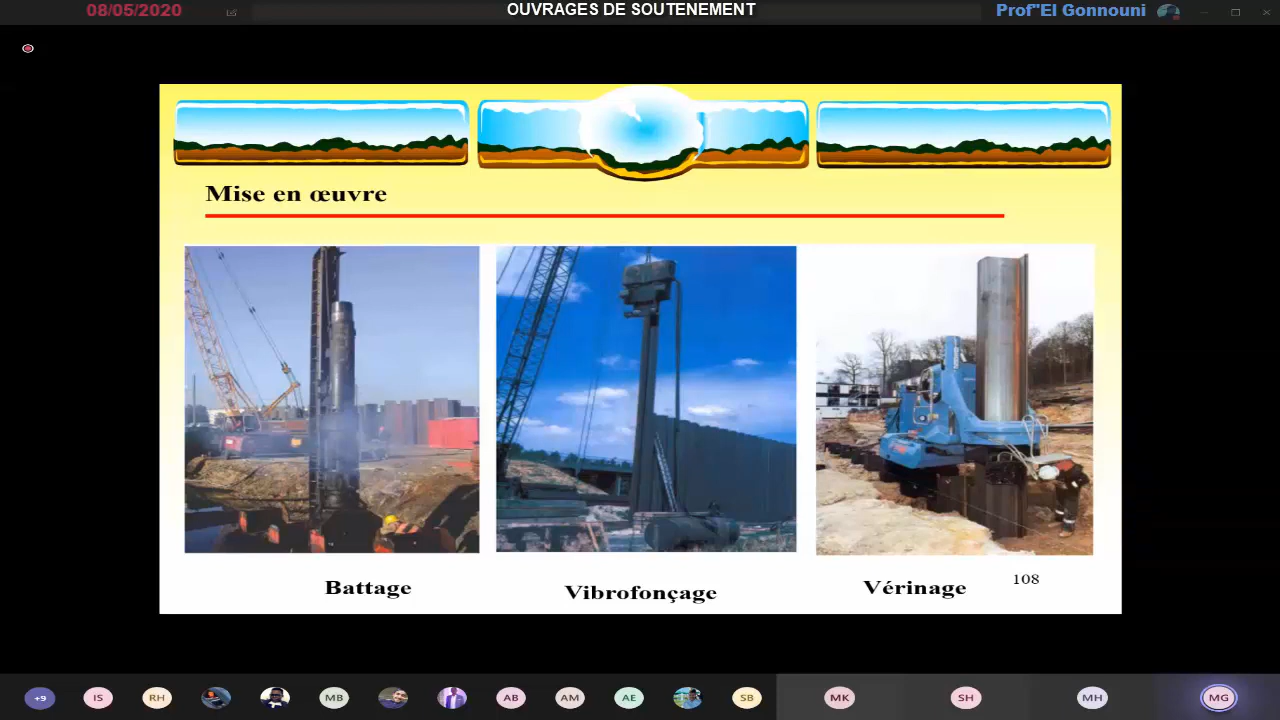 08/05/2020
OUVRAGES DE SOUTENEMENT
Prof"El Gonnouni
Mise en œuvre
Battage
Vibrofonçage
Vérinage
108
+9
IS
RH
MB
AB
AM
AE
SB
MK
SH
MH
MG